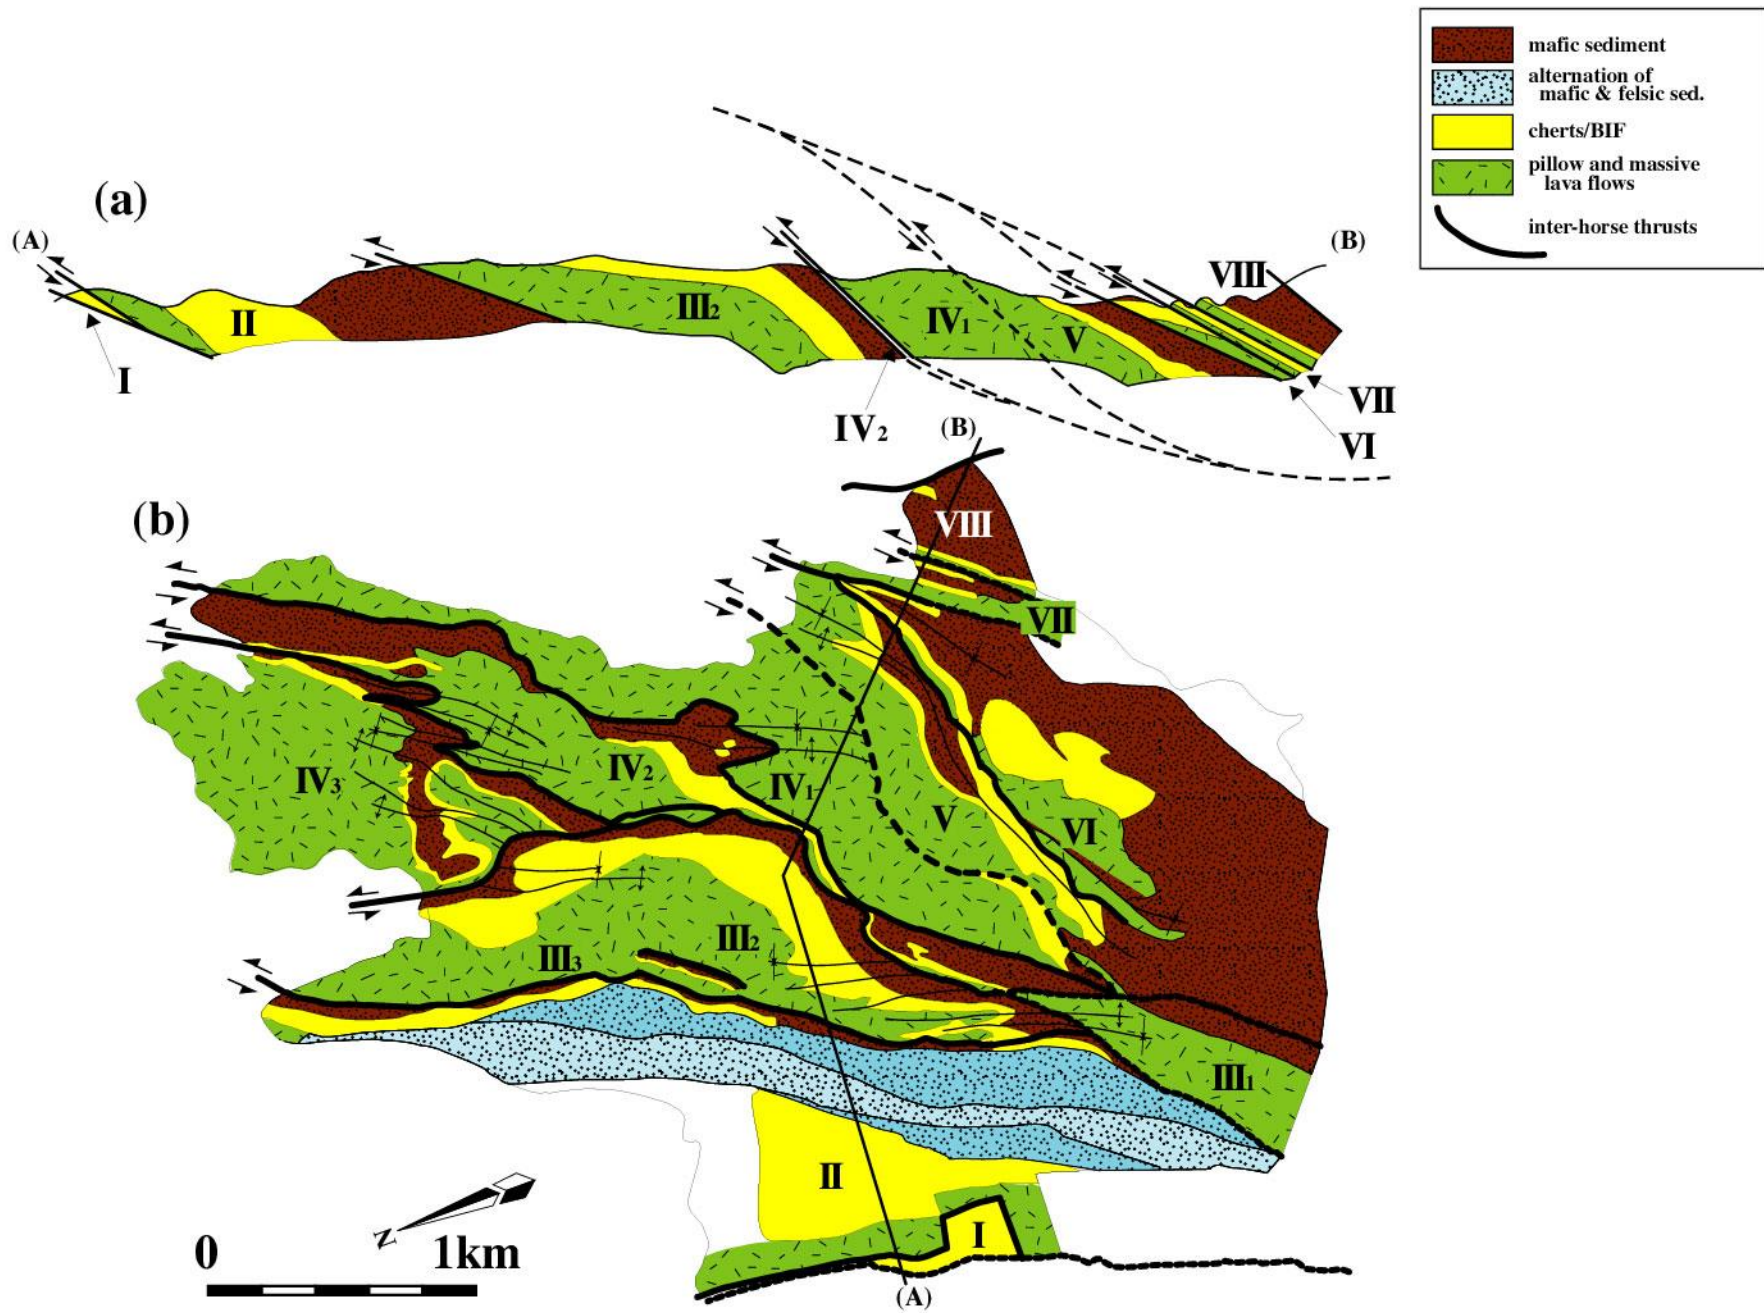 mafic sediment
alternation of
mafic & felsic sed.
cherts/BIF
pillow and massive
lava flows
inter-horse thrusts
(a)
(A)
(B)
VIII
II
III2
IV1
V
I
IV2
VII
VI
(B)
(b)
VIII
VII
IV3
IV2
IV1
V
VI
III2
III3
III1
II
I
N
0 1km
(A)